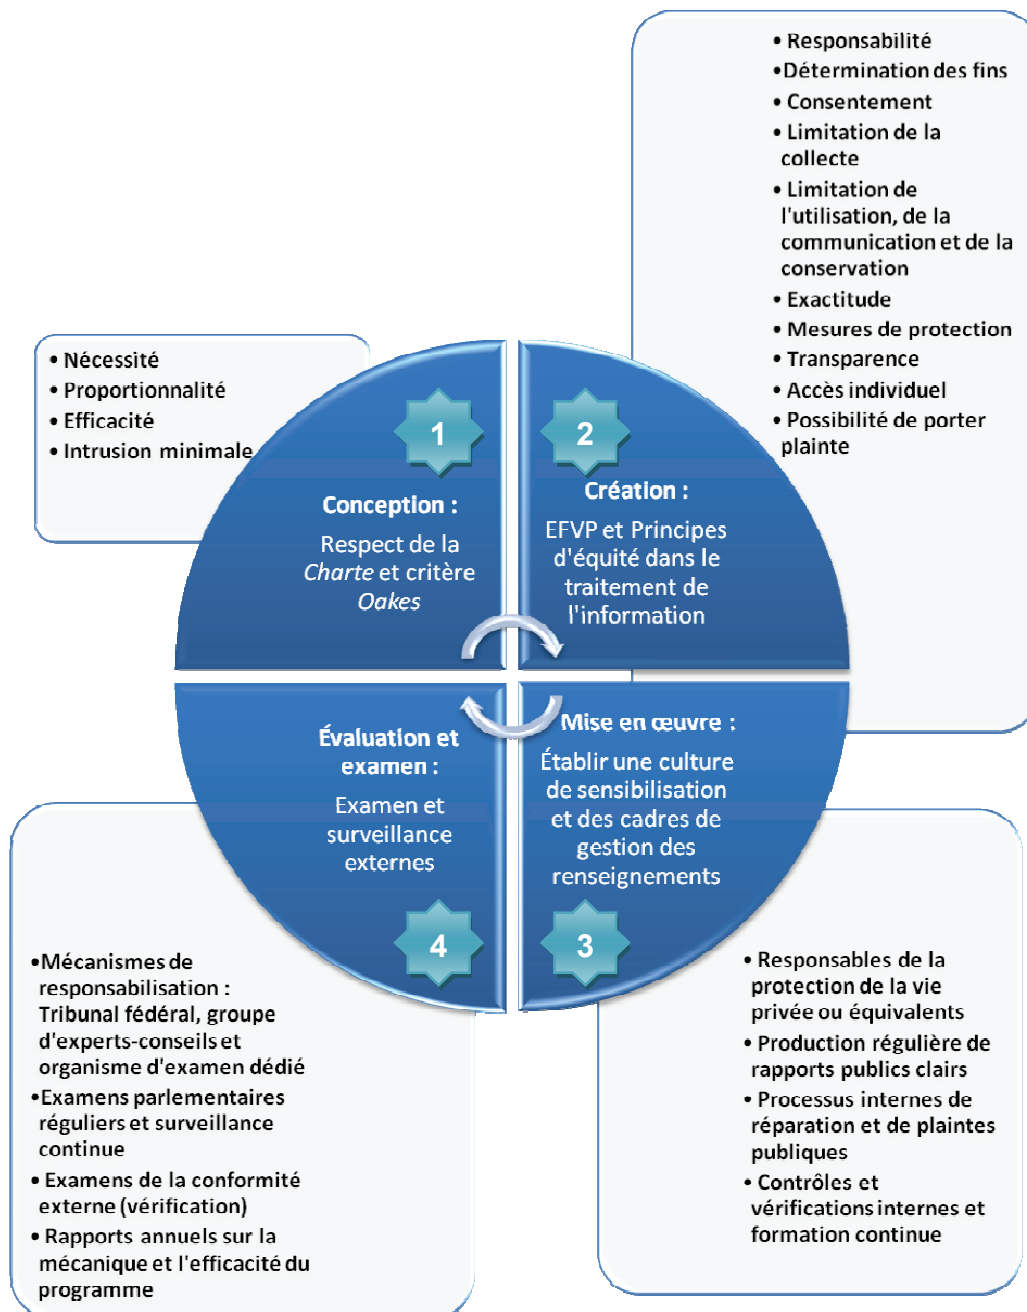 • Nécessité
• Proportionnalité
• Efficacité
• Intrusion minimale
1
Conception :
Respect de la
Charte et critère
Oakes
• Responsabilité
•Détermination des fins
• Consentement
• Limitation de la
collecte
• Limitation de
l'utilisation, de la
communication et de la
conservation
• Exactitude
• Mesures de protection
• Transparence
• Accès individuel
• Possibilité de porter
plainte
2
Création :
EFVP et Principes
d'équité dans le
traitement de
l'information
Mise en œuvre :
Établir une culture
de sensibilisation
et des cadres de
gestion des
renseignements
3
• Responsables de la
protection de la vie
privée ou équivalents
• Production régulière de
rapports publics clairs
• Processus internes de
réparation et de plaintes
publiques
• Contrôles et
vérifications internes et
formation continue
Évaluation et
examen :
Examen et
surveillance
externes
4
•Mécanismes de
responsabilisation :
Tribunal fédéral, groupe
d'experts-conseils et
organisme d'examen dédié
•Examens parlementaires
réguliers et surveillance
continue
• Examens de la conformité
externe (vérification)
• Rapports annuels sur la
mécanique et l'efficacité du
programme